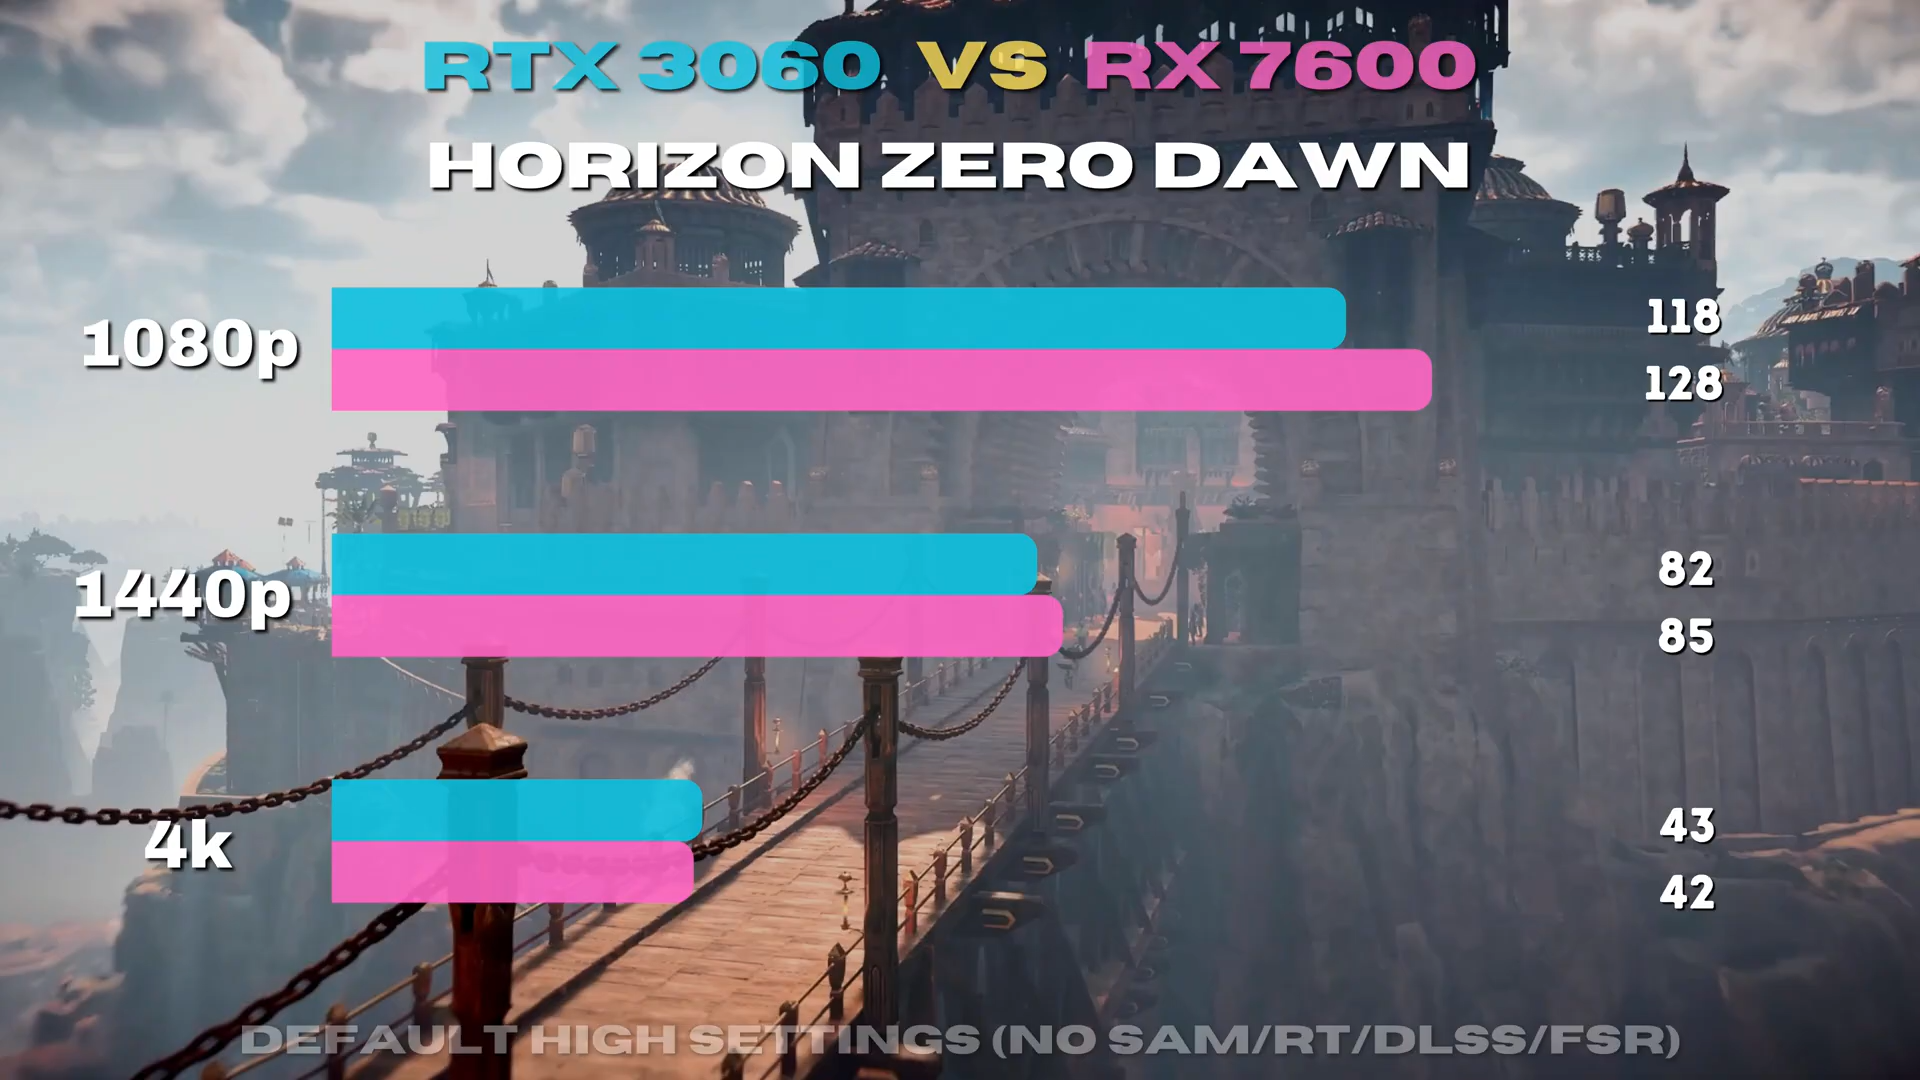 RTX 3060 VS RX 7600
HORIZON ZERO DAWN
1080p
118
128
1440p
82
85
4k
43
42
DEFAULT HIGH SETTINGS (NO SAM/RT/DLSS/FSR)